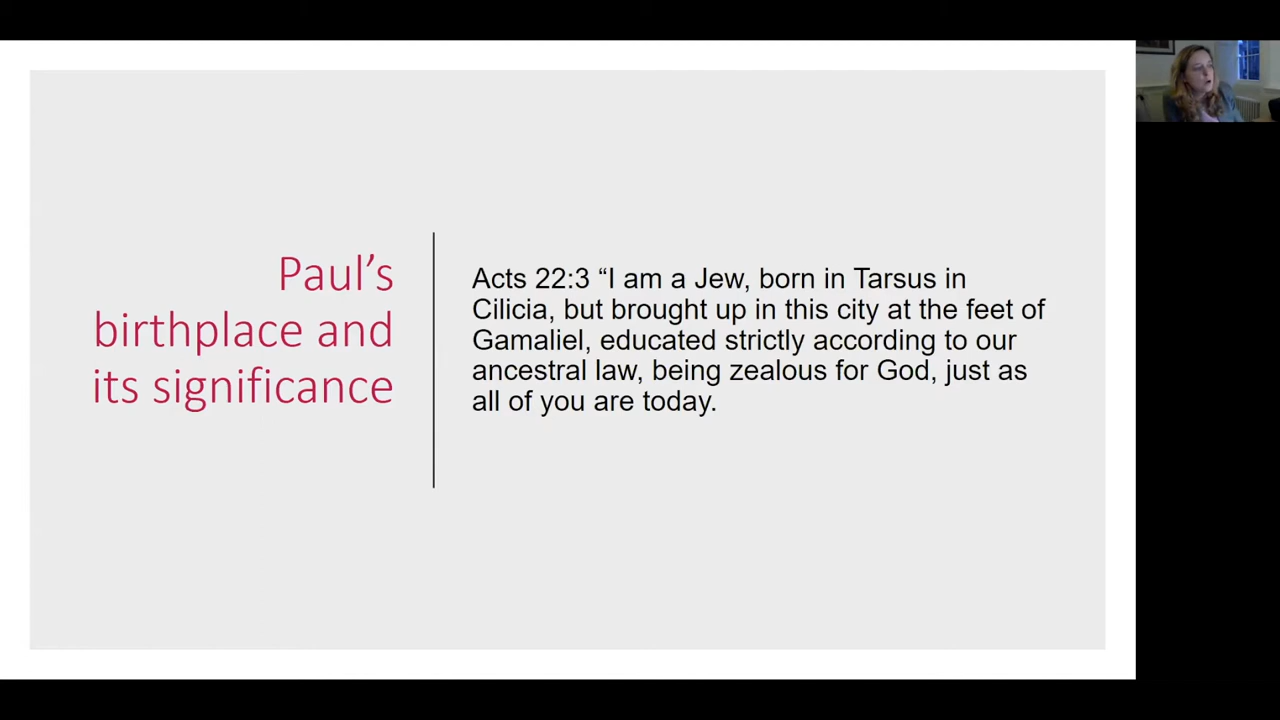 Paul’s
birthplace and
its significance
Acts 22:3 “I am a Jew, born in Tarsus in
Cilicia, but brought up in this city at the feet of
Gamaliel, educated strictly according to our
ancestral law, being zealous for God, just as
all of you are today.